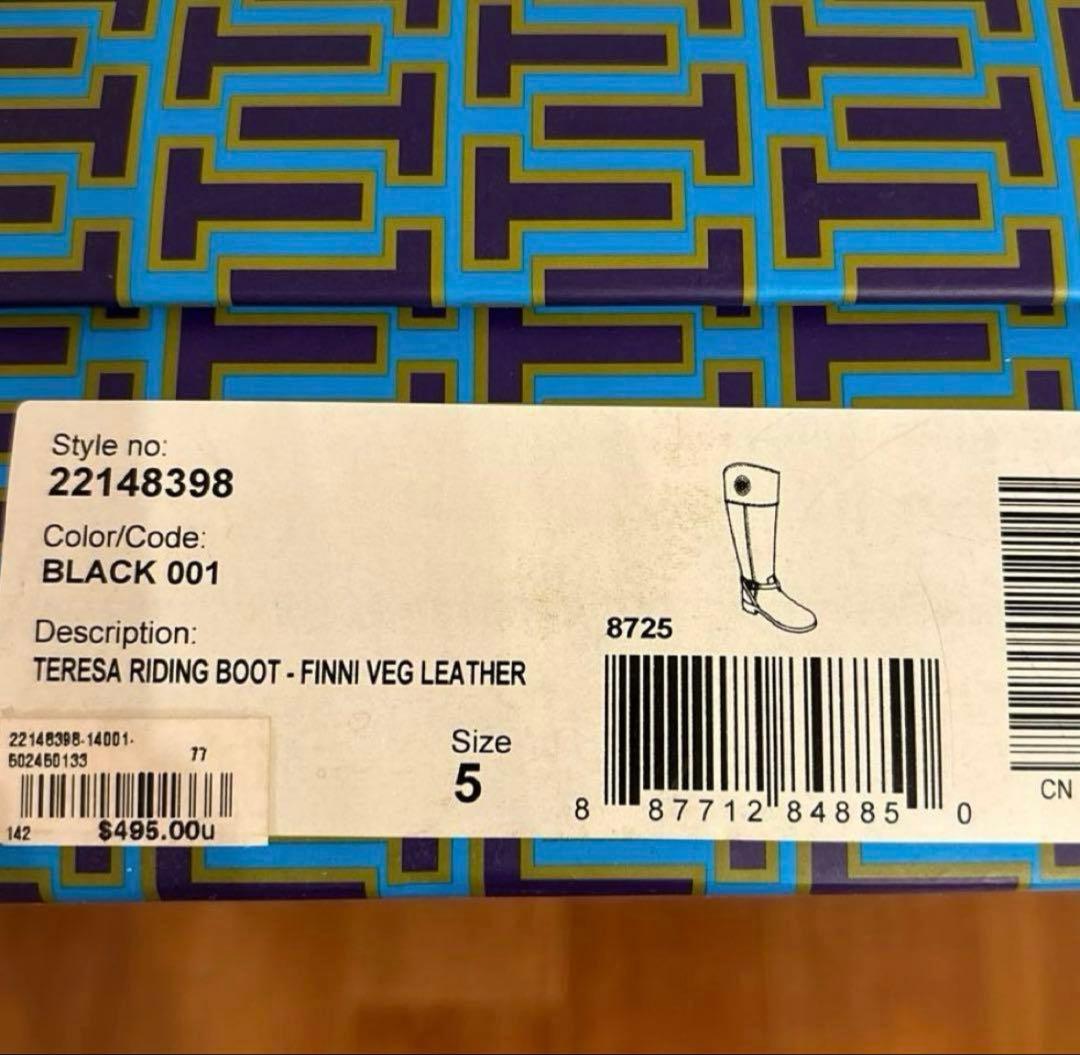 Style no:
22148398
Color/Code:
BLACK 001
Description:
TERESA RIDING BOOT - FINNI VEG LEATHER
8725
Size
5
8 87712 84885 0
CN
22148398-14001-
502450133 77
142 $495.00u